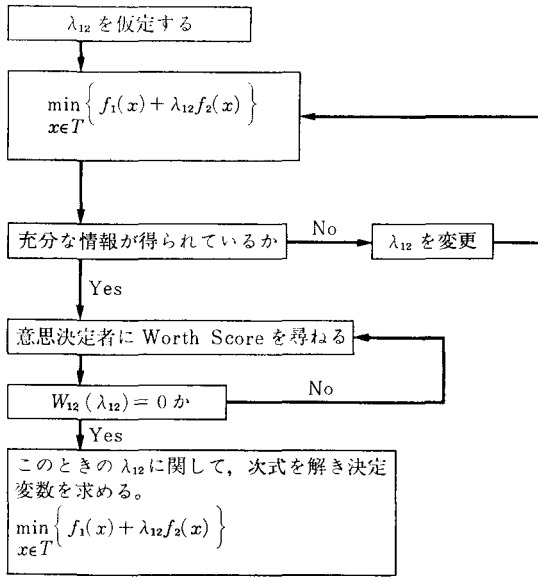 λ₁₂ を仮定する
min { f₁(x) + λ₁₂f₂(x) }
x∈T
充分な情報が得られているか
No
λ₁₂ を変更
Yes
意思決定者に Worth Score を尋ねる
W₁₂(λ₁₂)=0 か
No
Yes
このときの λ₁₂ に関して，次式を解き決定
変数を求める。
min { f₁(x) + λ₁₂f₂(x) }
x∈T